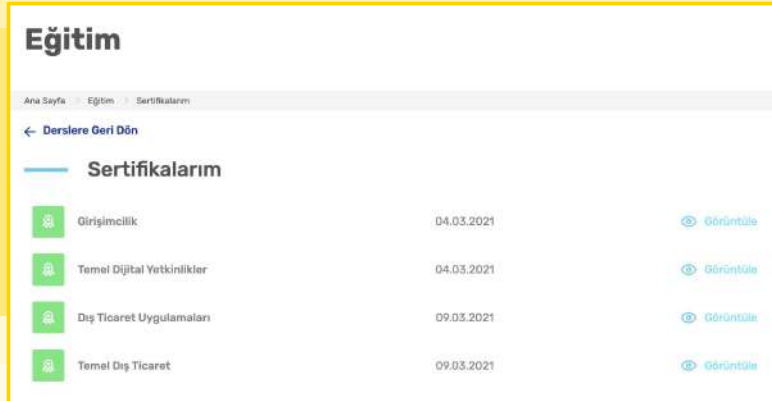 Eğitim
Ana Sayfa Eğitim Sertifikalarım
← Derslere Geri Dön
Sertifikalarım
Girişimcilik 04.03.2021 Görüntüle
Temel Dijital Yetkinlikler 04.03.2021 Görüntüle
Dış Ticaret Uygulamaları 09.03.2021 Görüntüle
Temel Dış Ticaret 09.03.2021 Görüntüle